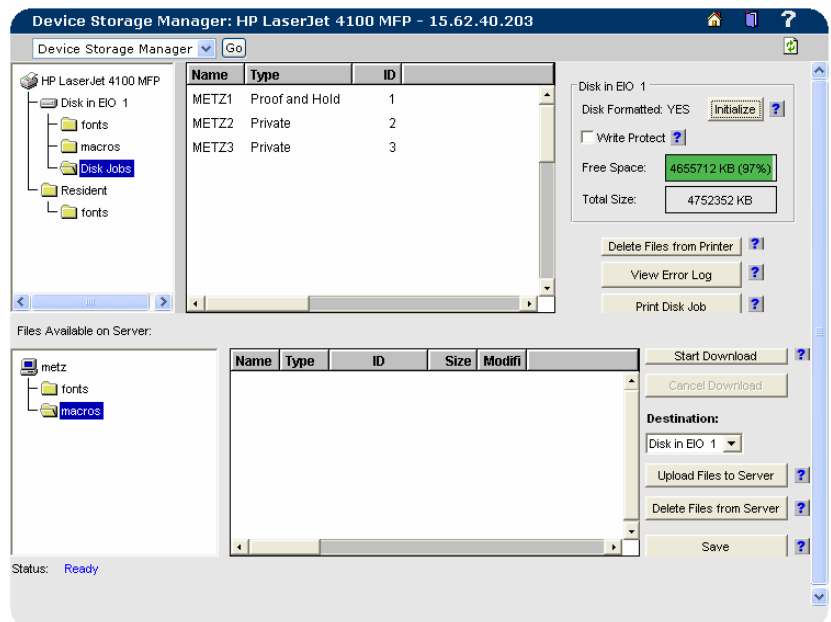 Device Storage Manager: HP LaserJet 4100 MFP - 15.62.40.203
?
Device Storage Manager Go
HP LaserJet 4100 MFP
Disk in EIO 1
fonts
macros
Disk Jobs
Resident
fonts
Name Type ID
METZ1 Proof and Hold 1
METZ2 Private 2
METZ3 Private 3
Disk in EIO 1
Disk Formatted: YES Initialize ?
Write Protect ?
Free Space: 4655712 KB (97%)
Total Size: 4752352 KB
Delete Files from Printer ?
View Error Log ?
Print Disk Job ?
Files Available on Server:
metz
fonts
macros
Name Type ID Size Modifi
Start Download ?
Cancel Download
Destination:
Disk in EIO 1
Upload Files to Server ?
Delete Files from Server ?
Save ?
Status: Ready